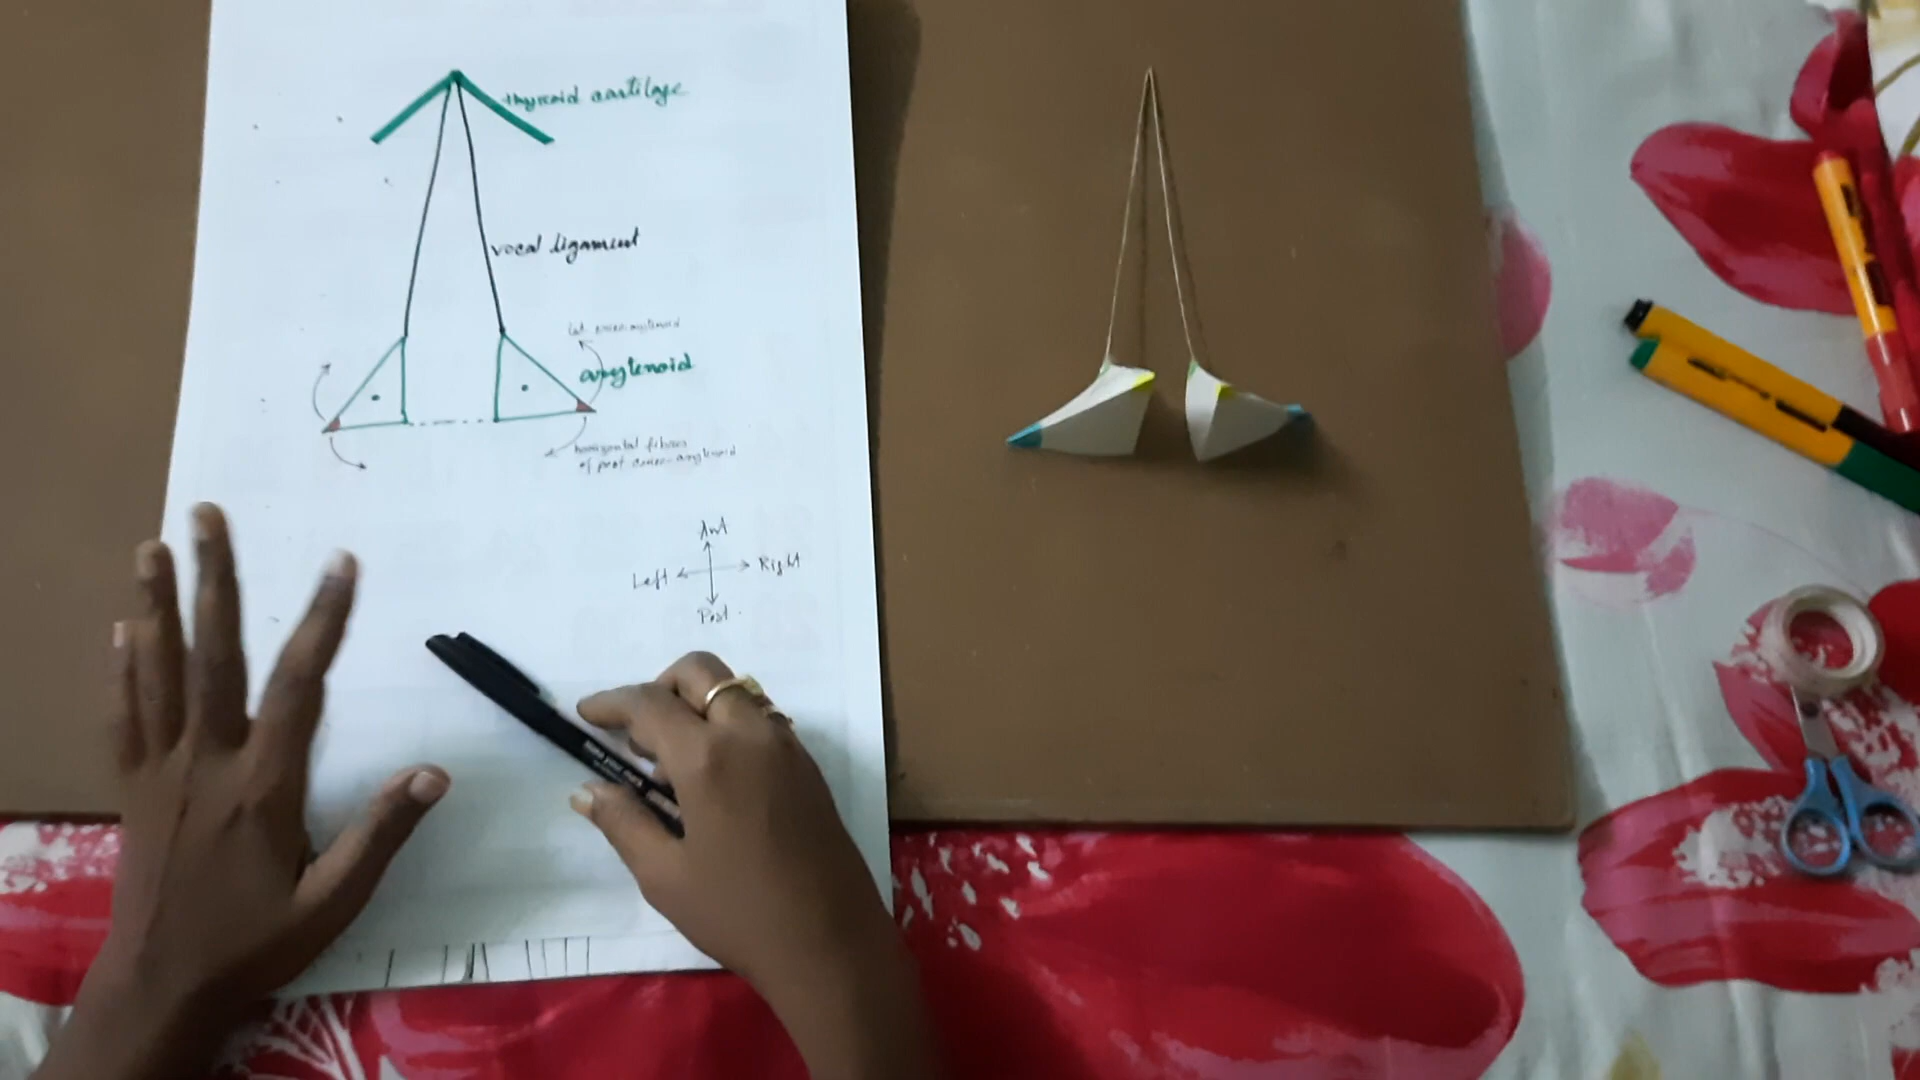 thyroid cartilage
vocal ligament
Lat crico-arytenoid
arytenoid
horizontal fibres
of post crico-arytenoid
Ant
Left
Right
Post.